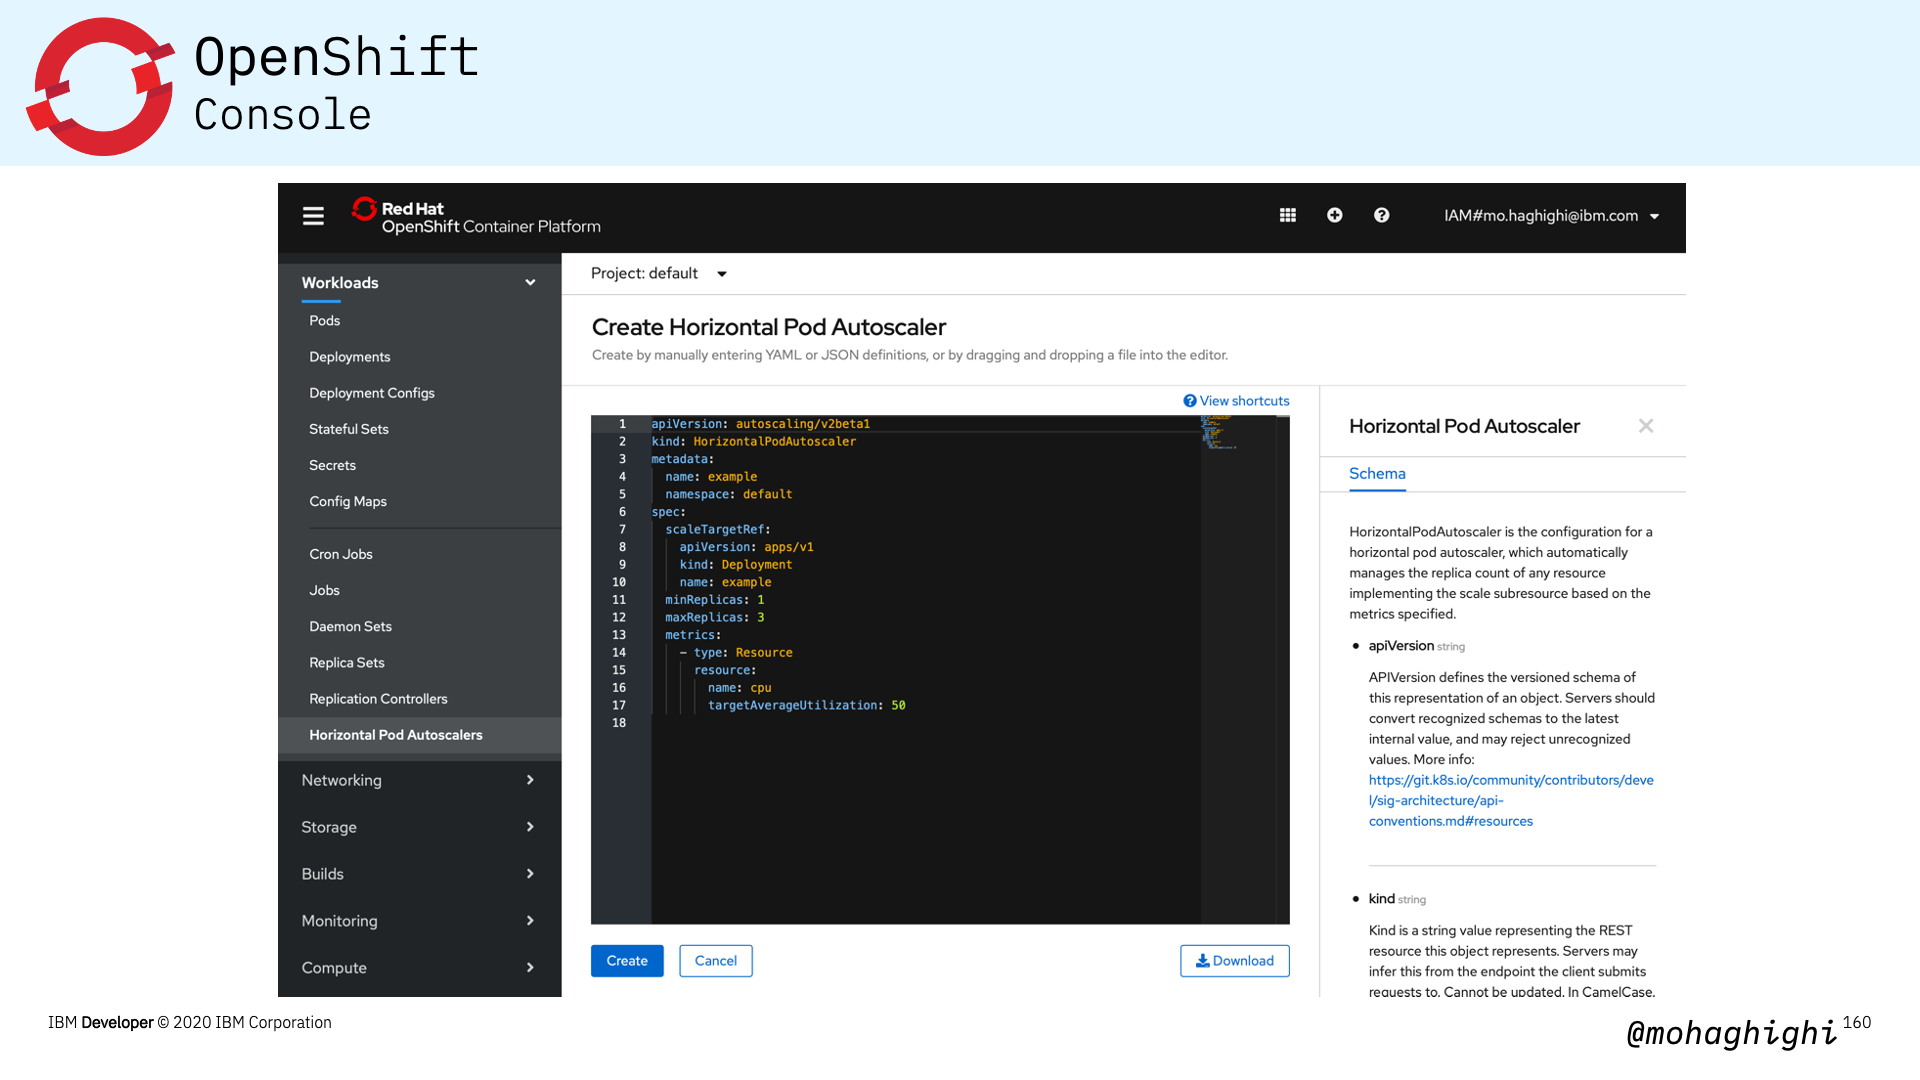 OpenShift
Console
Red Hat
OpenShift Container Platform
IAM#mo.haghighi@ibm.com
Workloads
Pods
Deployments
Deployment Configs
Stateful Sets
Secrets
Config Maps
Cron Jobs
Jobs
Daemon Sets
Replica Sets
Replication Controllers
Horizontal Pod Autoscalers
Networking
Storage
Builds
Monitoring
Compute
Project: default
Create Horizontal Pod Autoscaler
Create by manually entering YAML or JSON definitions, or by dragging and dropping a file into the editor.
View shortcuts
1 apiVersion: autoscaling/v2beta1
2 kind: HorizontalPodAutoscaler
3 metadata:
4 name: example
5 namespace: default
6 spec:
7 scaleTargetRef:
8 apiVersion: apps/v1
9 kind: Deployment
10 name: example
11 minReplicas: 1
12 maxReplicas: 3
13 metrics:
14 - type: Resource
15 resource:
16 name: cpu
17 targetAverageUtilization: 50
18
Create
Cancel
Download
Horizontal Pod Autoscaler
Schema
HorizontalPodAutoscaler is the configuration for a
horizontal pod autoscaler, which automatically
manages the replica count of any resource
implementing the scale subresource based on the
metrics specified.
• apiVersion string
APIVersion defines the versioned schema of
this representation of an object. Servers should
convert recognized schemas to the latest
internal value, and may reject unrecognized
values. More info:
https://git.k8s.io/community/contributors/deve
l/sig-architecture/api-
conventions.md#resources
• kind string
Kind is a string value representing the REST
resource this object represents. Servers may
infer this from the endpoint the client submits
requests to. Cannot be updated. In CamelCase.
IBM Developer © 2020 IBM Corporation
@mohaghighi
160